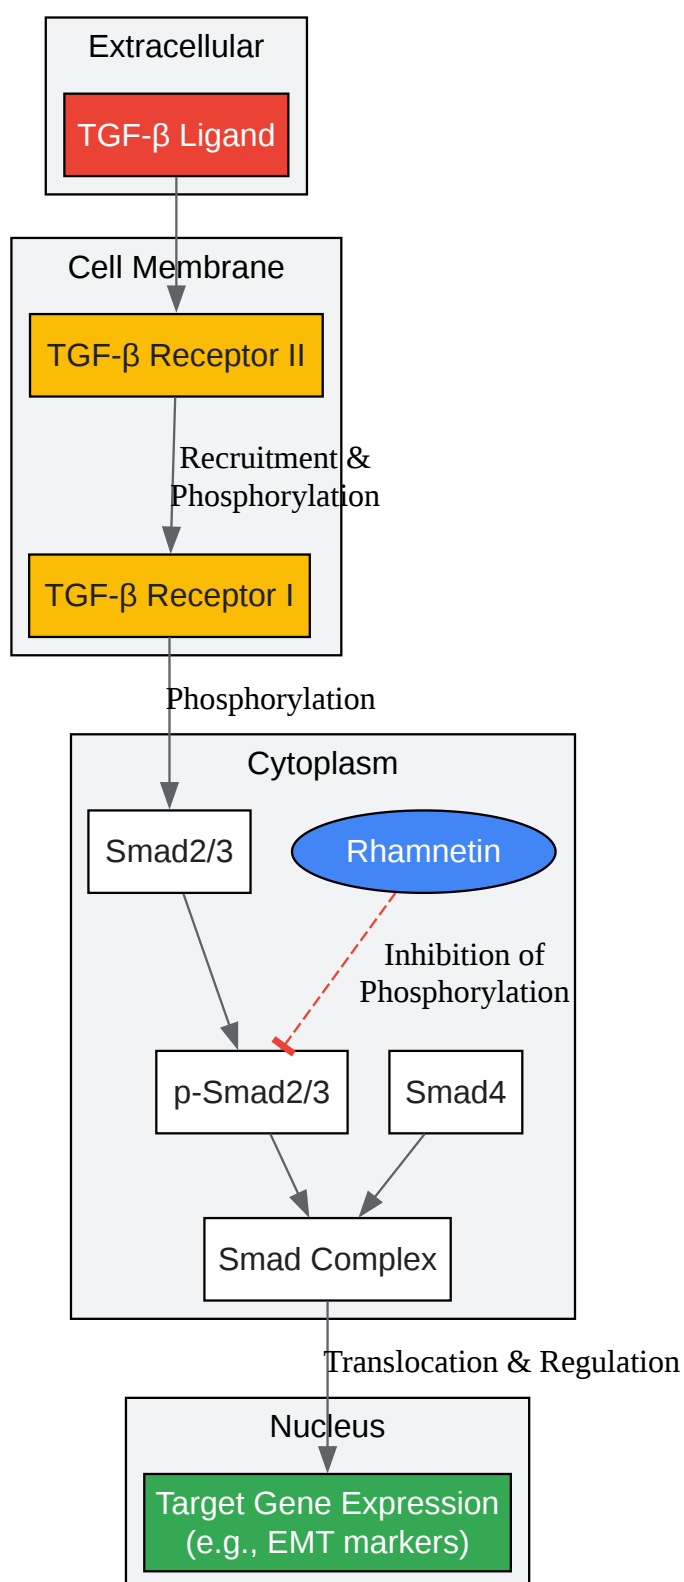 Extracellular
TGF-β Ligand
Cell Membrane
TGF-β Receptor II
Recruitment &
Phosphorylation
TGF-β Receptor I
Phosphorylation
Cytoplasm
Smad2/3
Rhamnetin
Inhibition of
Phosphorylation
p-Smad2/3
Smad4
Smad Complex
Translocation & Regulation
Nucleus
Target Gene Expression
(e.g., EMT markers)